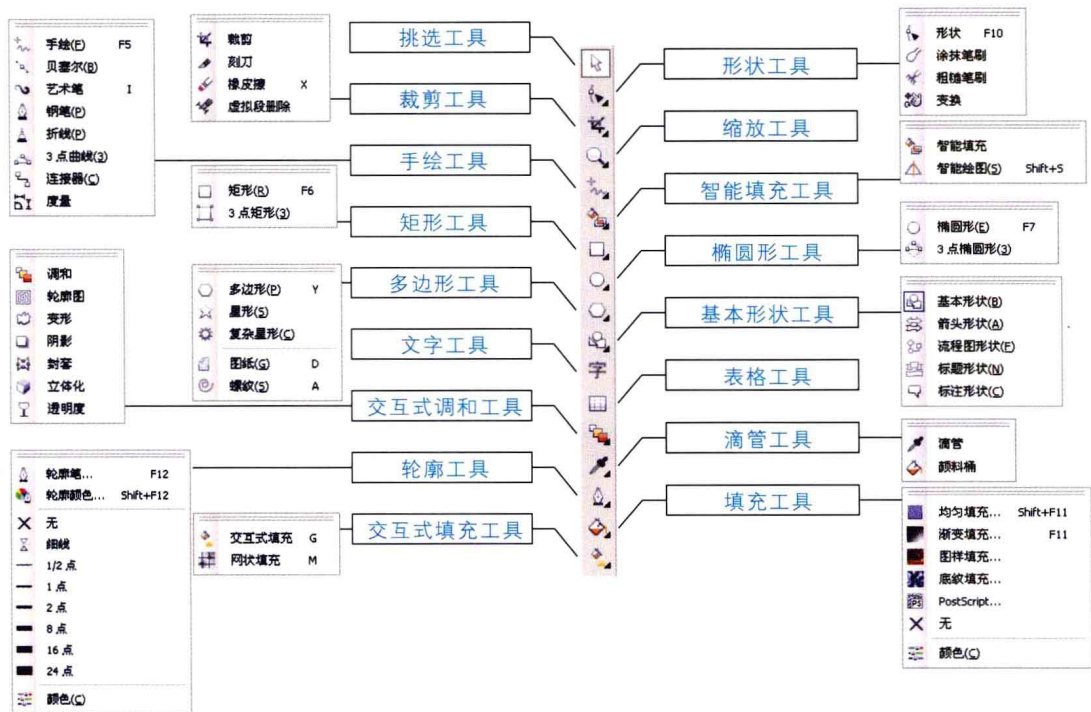 手绘(F) F5
贝塞尔(B)
艺术笔 I
钢笔(P)
折线(P)
3 点曲线(3)
连接器(C)
度量
裁剪
刻刀
橡皮擦 X
虚拟段删除
矩形(R) F6
3 点矩形(3)
调和
轮廓图
变形
阴影
封套
立体化
透明度
多边形(P) Y
星形(S)
复杂星形(C)
图纸(G) D
螺纹(S) A
轮廓笔... F12
轮廓颜色... Shift+F12
无
细线
1/2 点
1 点
2 点
8 点
16 点
24 点
颜色(C)
交互式填充 G
网状填充 M
挑选工具
裁剪工具
手绘工具
矩形工具
多边形工具
文字工具
交互式调和工具
轮廓工具
交互式填充工具
字
形状工具
缩放工具
智能填充工具
椭圆形工具
基本形状工具
表格工具
滴管工具
填充工具
形状 F10
涂抹笔刷
粗糙笔刷
变换
智能填充
智能绘图(S) Shift+S
椭圆形(E) F7
3 点椭圆形(3)
基本形状(B)
箭头形状(A)
流程图形状(F)
标题形状(N)
标注形状(C)
滴管
颜料桶
均匀填充... Shift+F11
渐变填充... F11
图样填充...
底纹填充...
PostScript...
无
颜色(C)